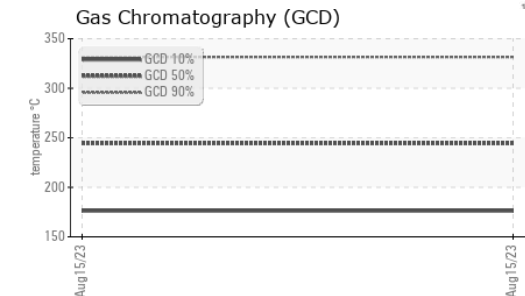 Gas Chromatography (GCD)
350
300
250
200
150
temperature °C
GCD 10%
GCD 50%
GCD 90%
Aug15/23
Aug15/23